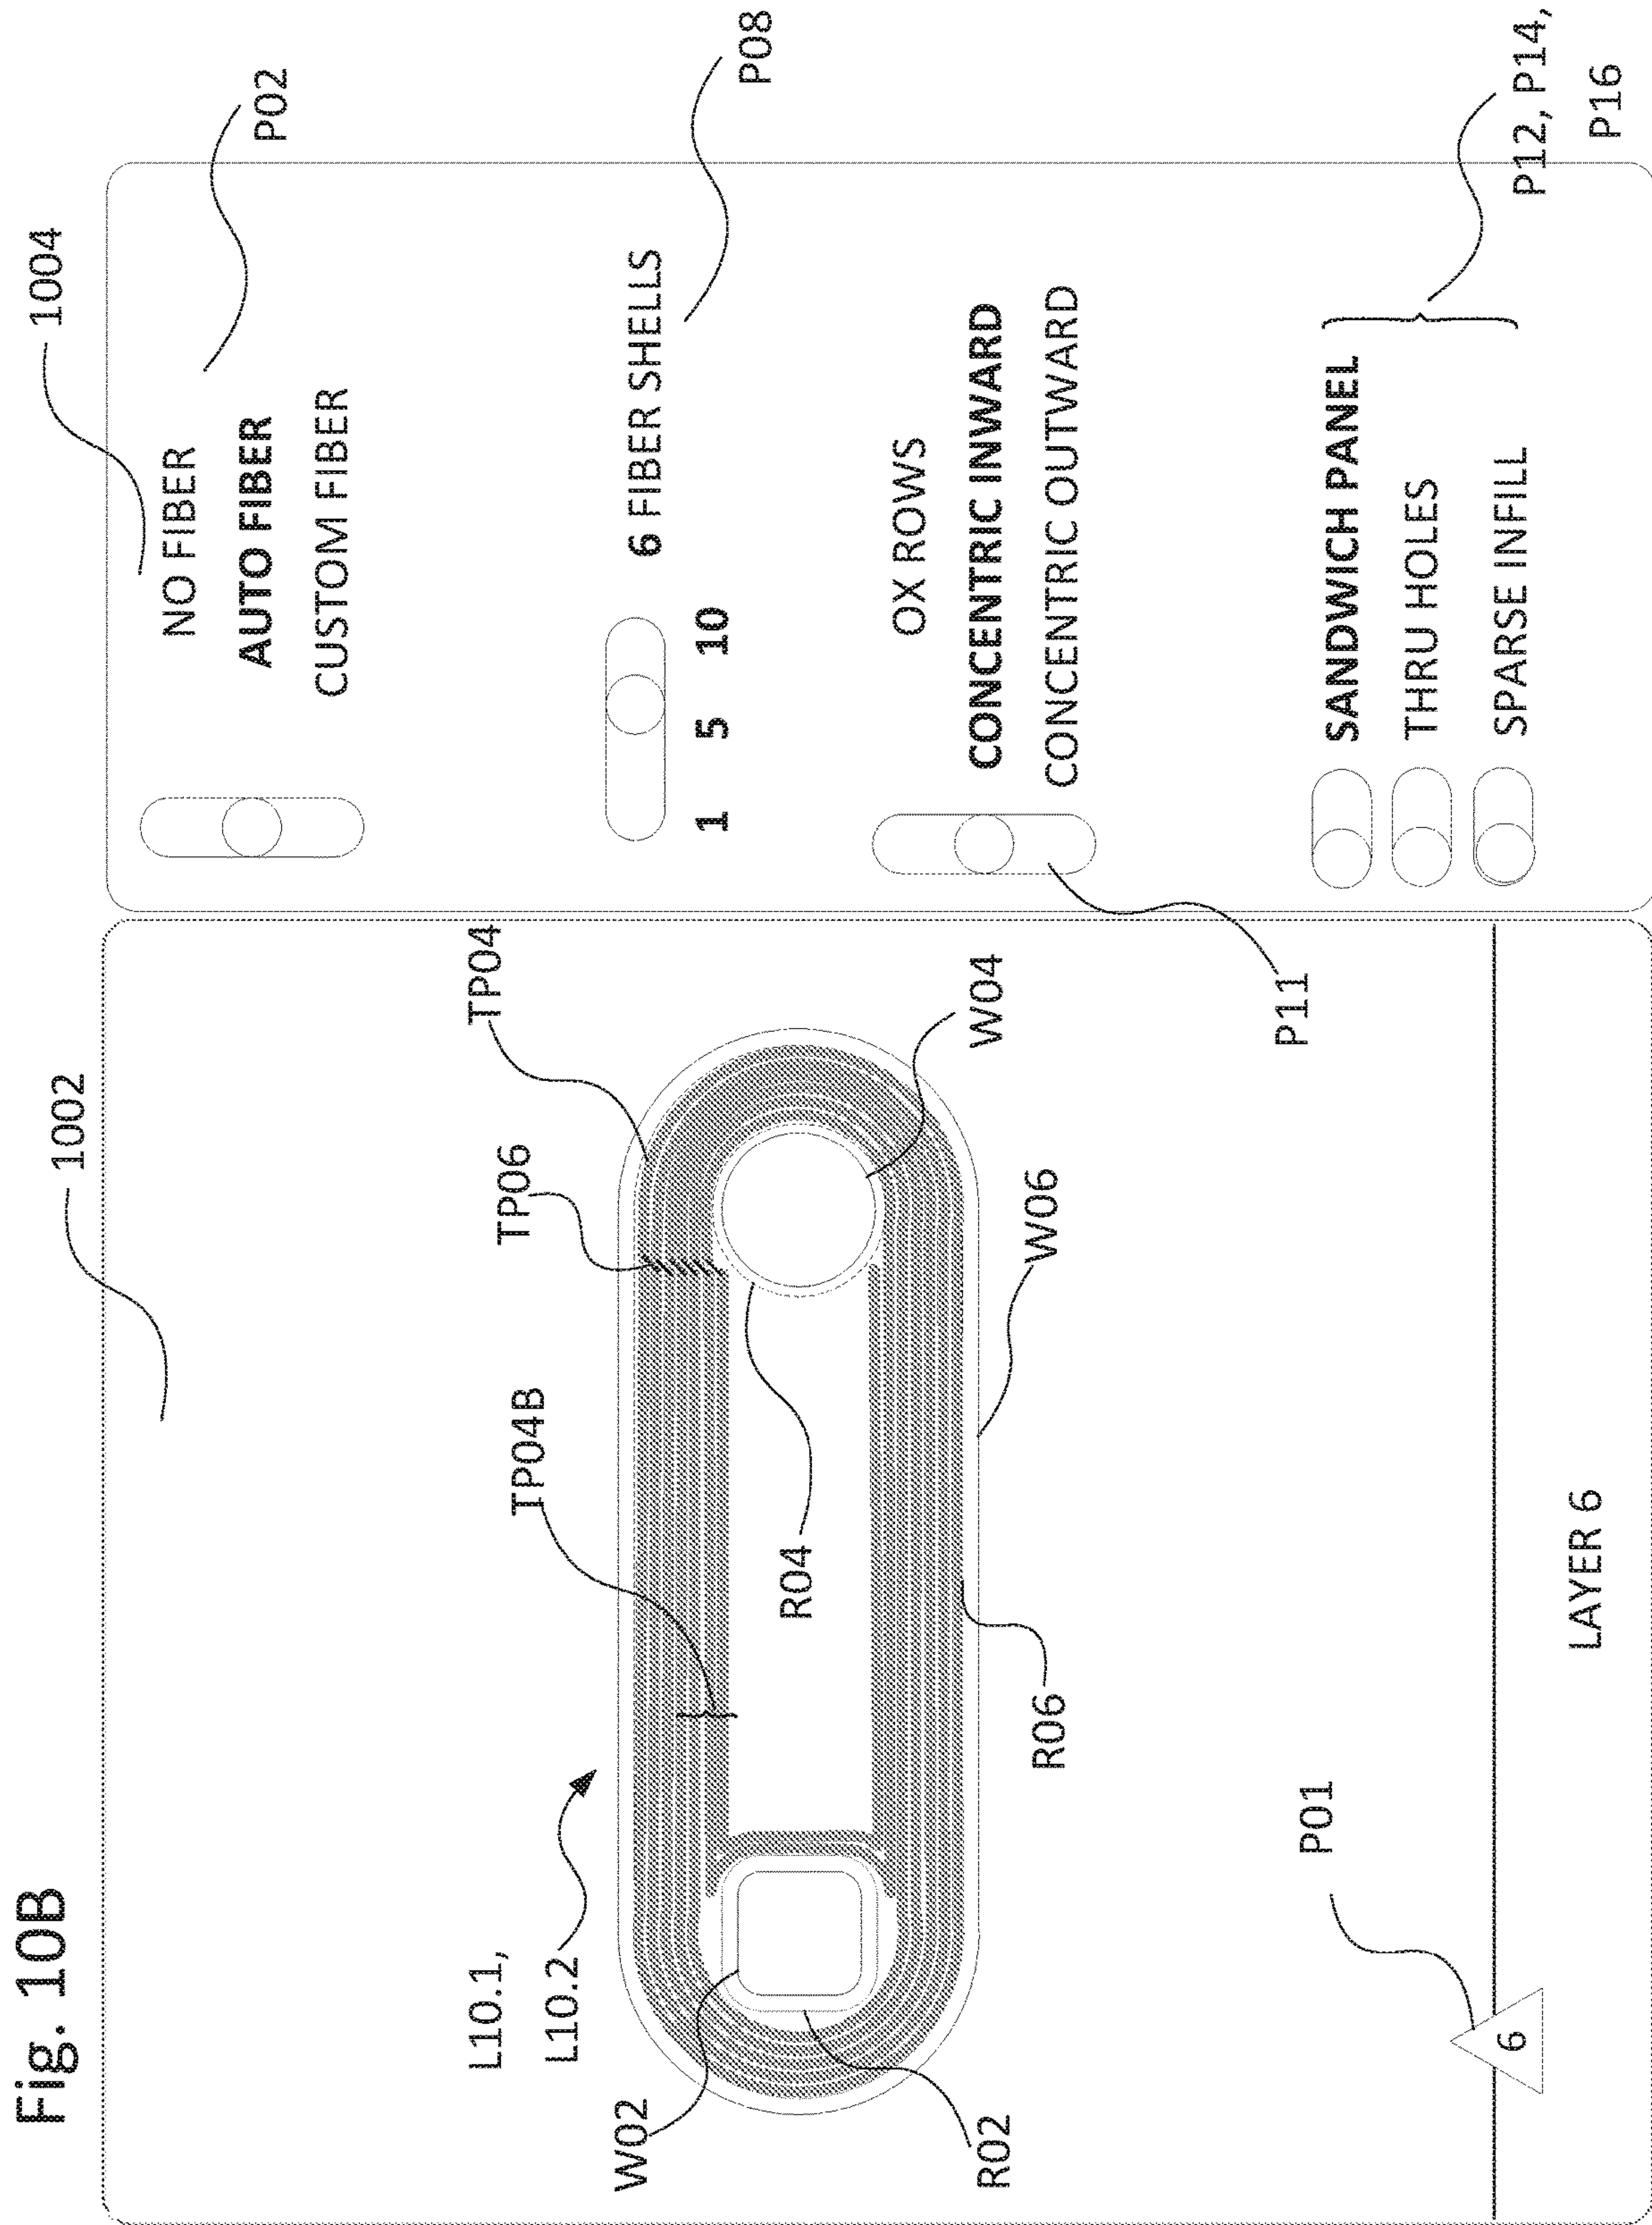 Fig. 10B
1002
1004
L10.1,
L10.2
TP04B
TP06
TP04
W02
R02
R04
W04
R06
W06
P01
6
LAYER 6
NO FIBER
AUTO FIBER
CUSTOM FIBER
P02
6 FIBER SHELLS
1 5 10
P08
OX ROWS
CONCENTRIC INWARD
CONCENTRIC OUTWARD
P11
SANDWICH PANEL
THRU HOLES
SPARSE INFILL
P12, P14,
P16